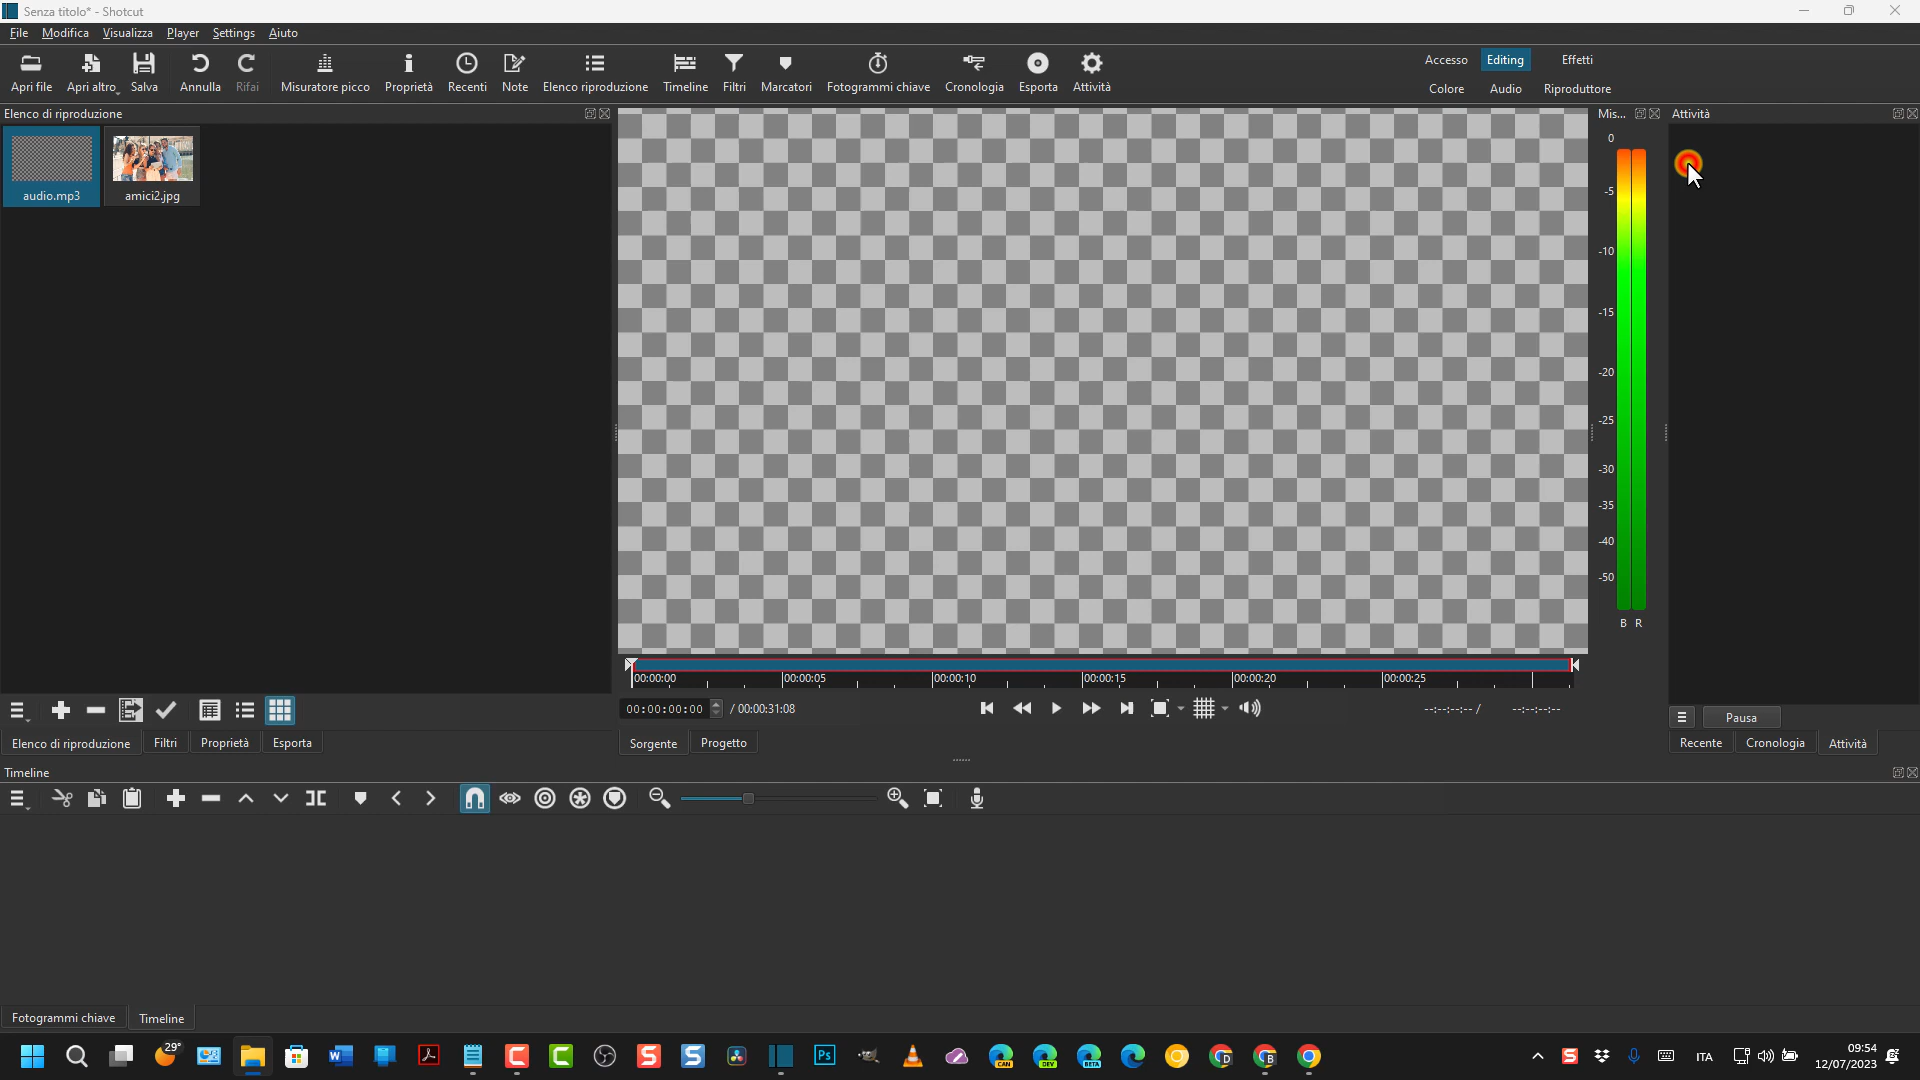 Senza titolo* - Shotcut
File Modifica Visualizza Player Settings Aiuto
Apri file Apri altro Salva Annulla Rifai Misuratore picco Proprietà Recenti Note Elenco riproduzione Timeline Filtri Marcatori Fotogrammi chiave Cronologia Esporta Attività
Accesso Editing Effetti
Colore Audio Riproduttore
Elenco di riproduzione
Mis... Attività
audio.mp3 amici2.jpg
0
-5
-10
-15
-20
-25
-30
-35
-40
-50
B R
00:00:00 00:00:05 00:00:10 00:00:15 00:00:20 00:00:25
00:00:00:00 / 00:00:31:08 --:--:--:-- / --:--:--:--
Pausa
Elenco di riproduzione Filtri Proprietà Esporta
Sorgente Progetto
Recente Cronologia Attività
Timeline
Fotogrammi chiave Timeline
29°
W
Ps
CAN DEV BETA
D B
S
ITA
09:54
12/07/2023